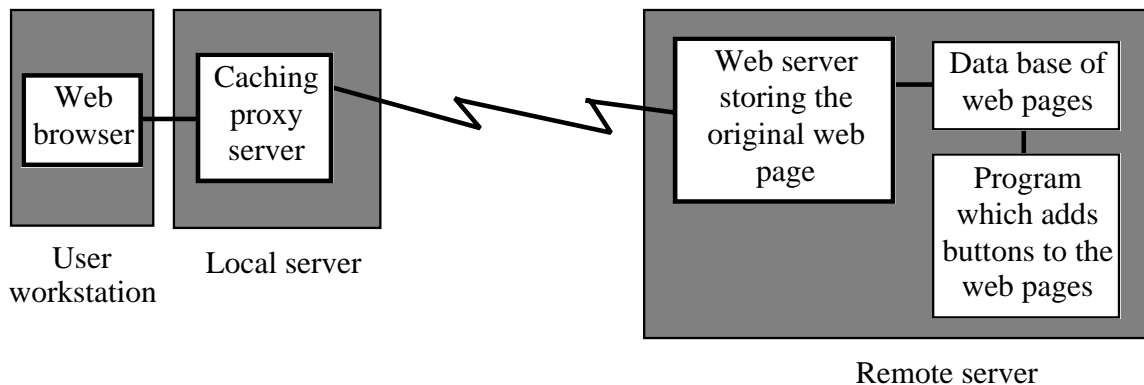 Web
browser
User
workstation
Caching
proxy
server
Local server
Web server
storing the
original web
page
Data base of
web pages
Program
which adds
buttons to the
web pages
Remote server